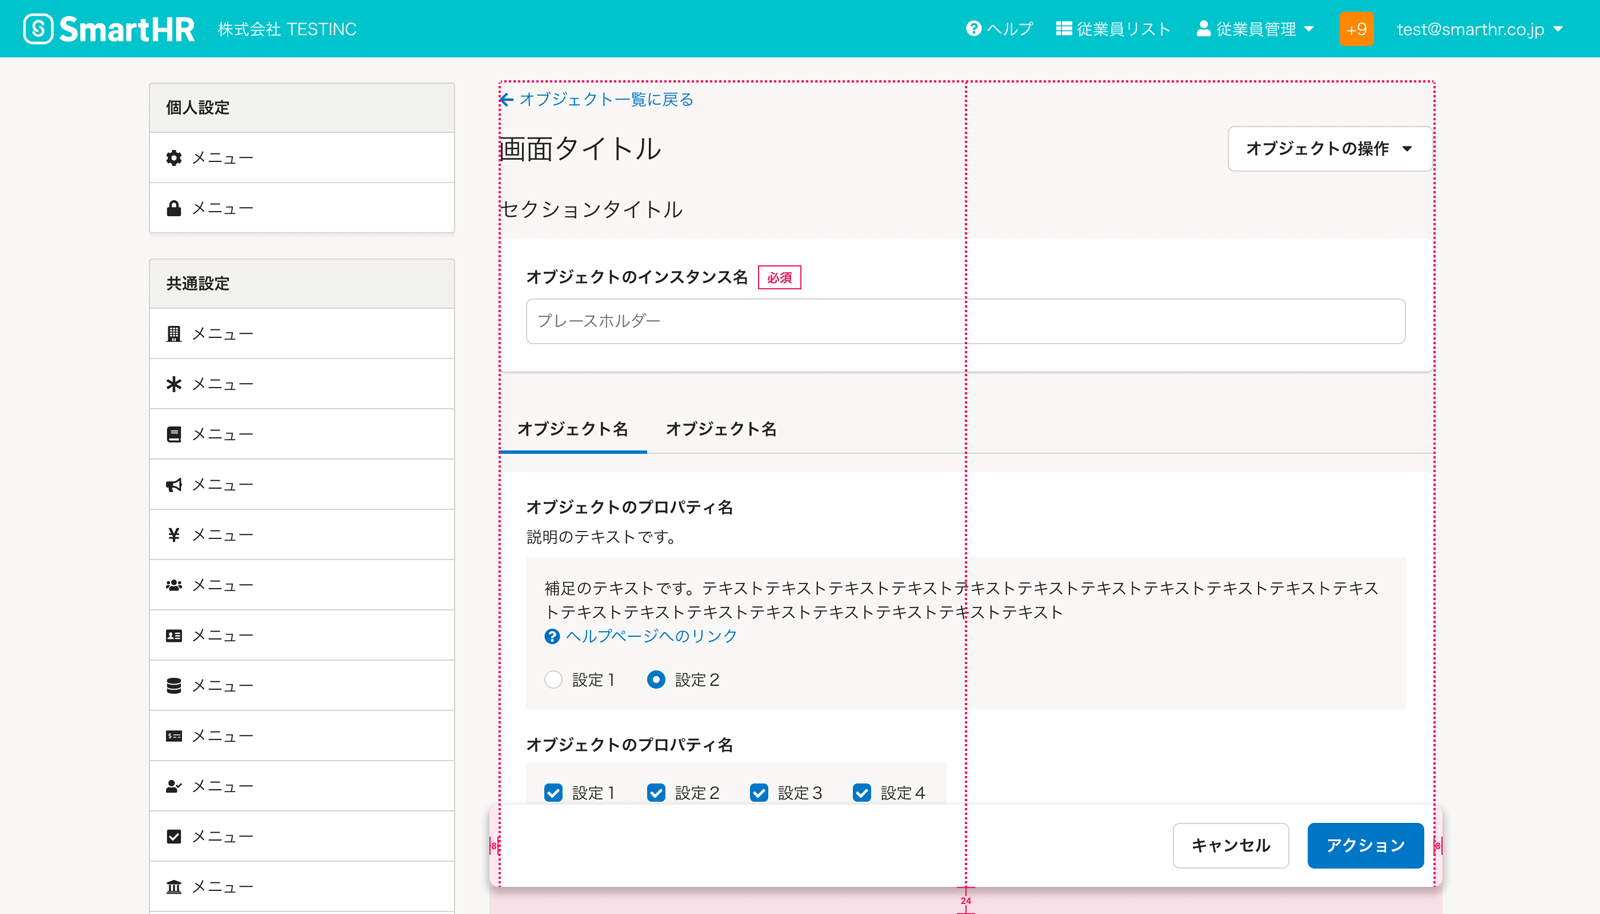 SmartHR 株式会社 TESTINC ヘルプ 従業員リスト 従業員管理 +9 test@smarthr.co.jp
個人設定
メニュー
メニュー
共通設定
メニュー
メニュー
メニュー
メニュー
メニュー
メニュー
メニュー
メニュー
メニュー
メニュー
メニュー
メニュー
オブジェクト一覧に戻る
画面タイトル
オブジェクトの操作
セクションタイトル
オブジェクトのインスタンス名 必須
プレースホルダー
オブジェクト名 オブジェクト名
オブジェクトのプロパティ名
説明のテキストです。
補足のテキストです。テキストテキストテキストテキストテキストテキストテキストテキストテキストテキストテキス
トテキストテキストテキストテキストテキストテキストテキストテキスト
ヘルプページへのリンク
設定1 設定2
オブジェクトのプロパティ名
設定1 設定2 設定3 設定4
キャンセル アクション
8 8
24